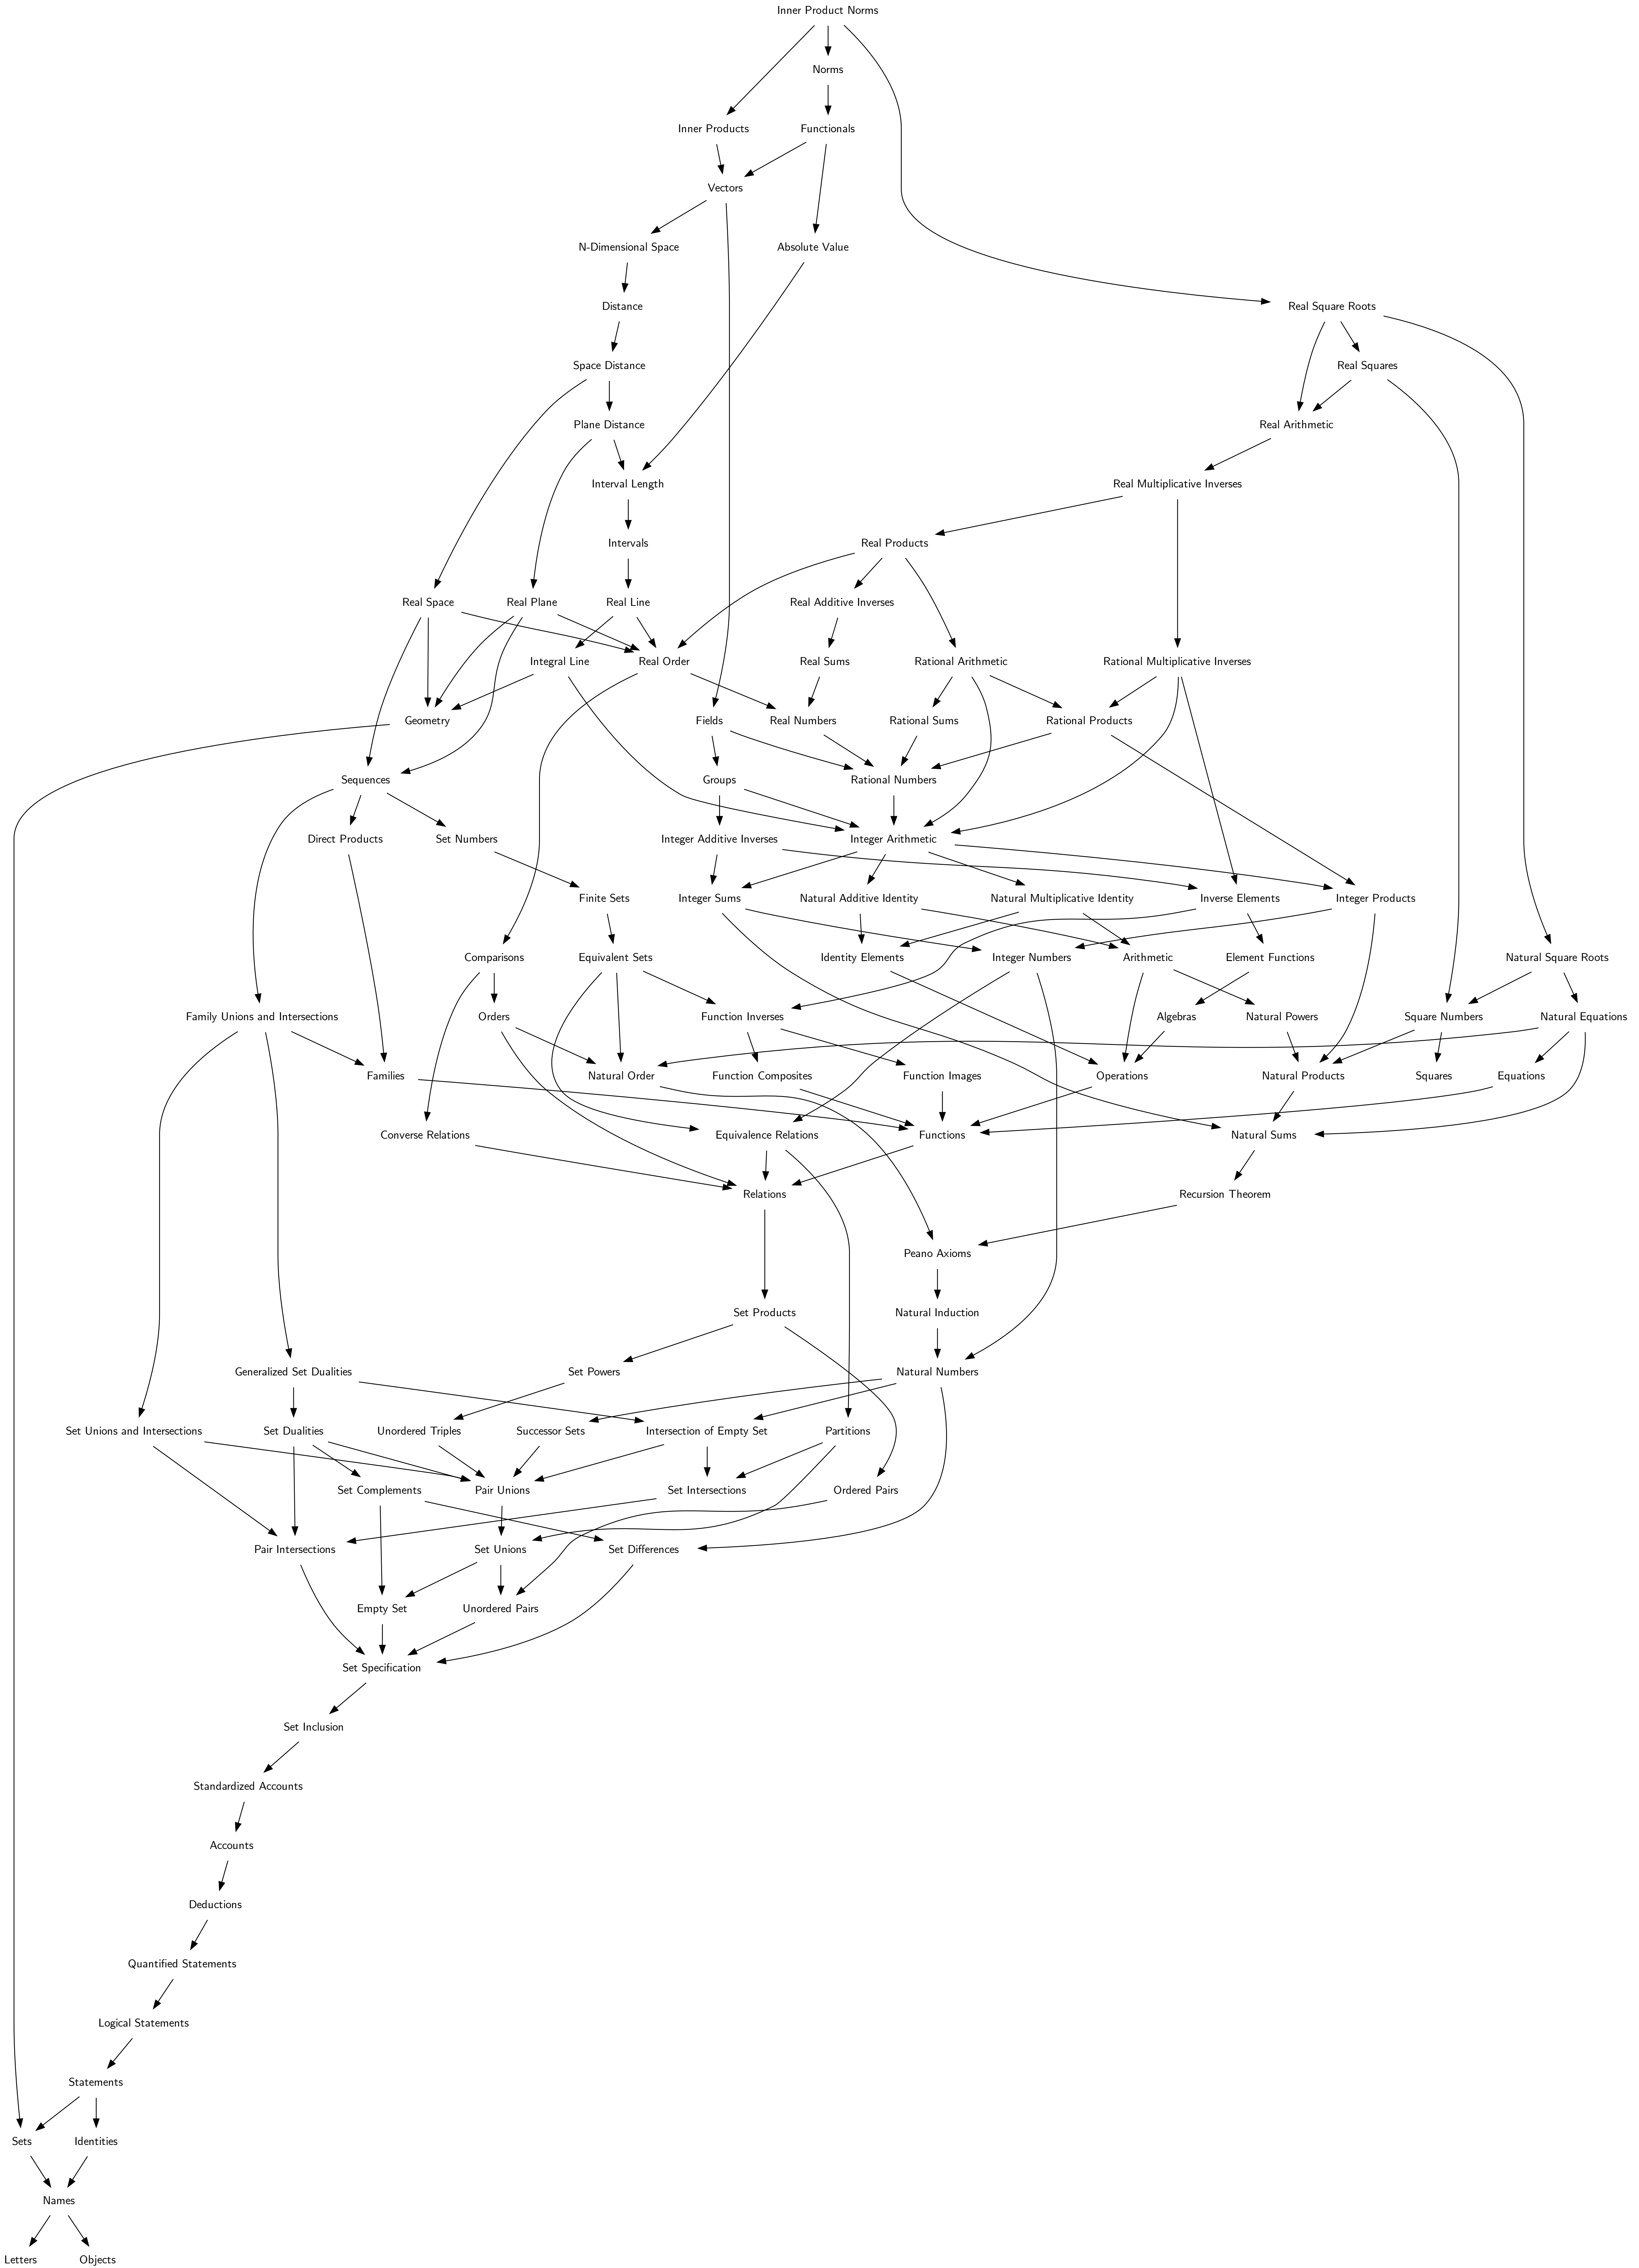 Inner Product Norms
Norms
Inner Products
Functionals
Vectors
N-Dimensional Space
Absolute Value
Distance
Real Square Roots
Space Distance
Real Squares
Plane Distance
Real Arithmetic
Interval Length
Real Multiplicative Inverses
Intervals
Real Products
Real Space
Real Plane
Real Line
Real Additive Inverses
Integral Line
Real Order
Real Sums
Rational Arithmetic
Rational Multiplicative Inverses
Geometry
Fields
Real Numbers
Rational Sums
Rational Products
Sequences
Groups
Rational Numbers
Direct Products
Set Numbers
Integer Additive Inverses
Integer Arithmetic
Finite Sets
Integer Sums
Natural Additive Identity
Natural Multiplicative Identity
Inverse Elements
Integer Products
Comparisons
Equivalent Sets
Identity Elements
Integer Numbers
Arithmetic
Element Functions
Natural Square Roots
Family Unions and Intersections
Orders
Function Inverses
Algebras
Natural Powers
Square Numbers
Natural Equations
Families
Natural Order
Function Composites
Function Images
Operations
Natural Products
Squares
Equations
Converse Relations
Equivalence Relations
Functions
Natural Sums
Relations
Recursion Theorem
Peano Axioms
Set Products
Natural Induction
Generalized Set Dualities
Set Powers
Natural Numbers
Set Unions and Intersections
Set Dualities
Unordered Triples
Successor Sets
Intersection of Empty Set
Partitions
Set Complements
Pair Unions
Set Intersections
Ordered Pairs
Pair Intersections
Set Unions
Set Differences
Empty Set
Unordered Pairs
Set Specification
Set Inclusion
Standardized Accounts
Accounts
Deductions
Quantified Statements
Logical Statements
Statements
Sets
Identities
Names
Letters
Objects